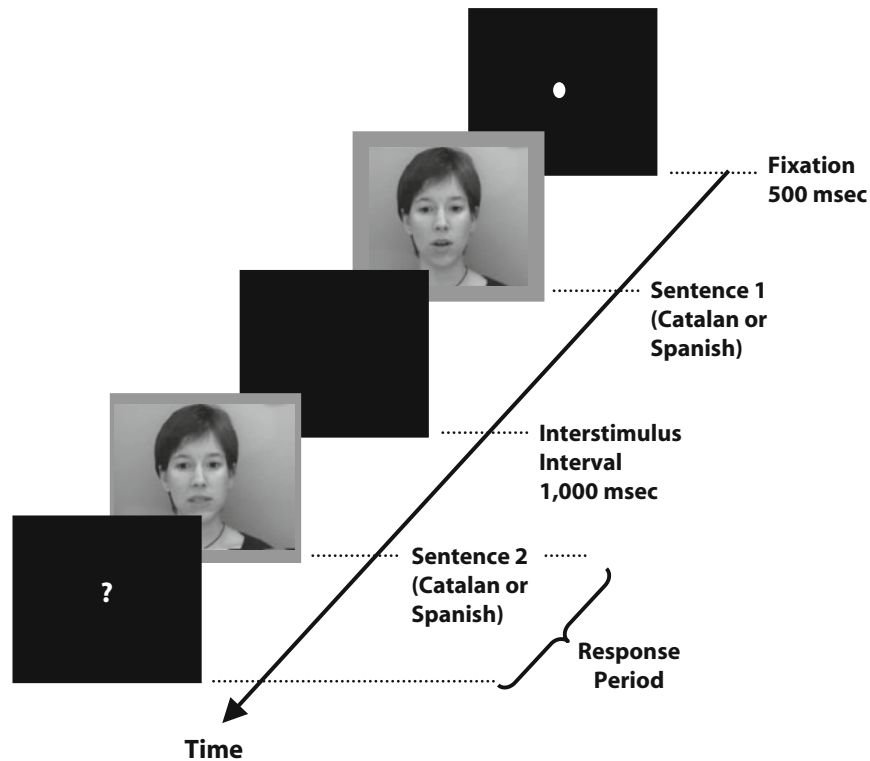 Fixation
500 msec
Sentence 1
(Catalan or
Spanish)
Interstimulus
Interval
1,000 msec
Sentence 2
(Catalan or
Spanish)
?
Response
Period
Time